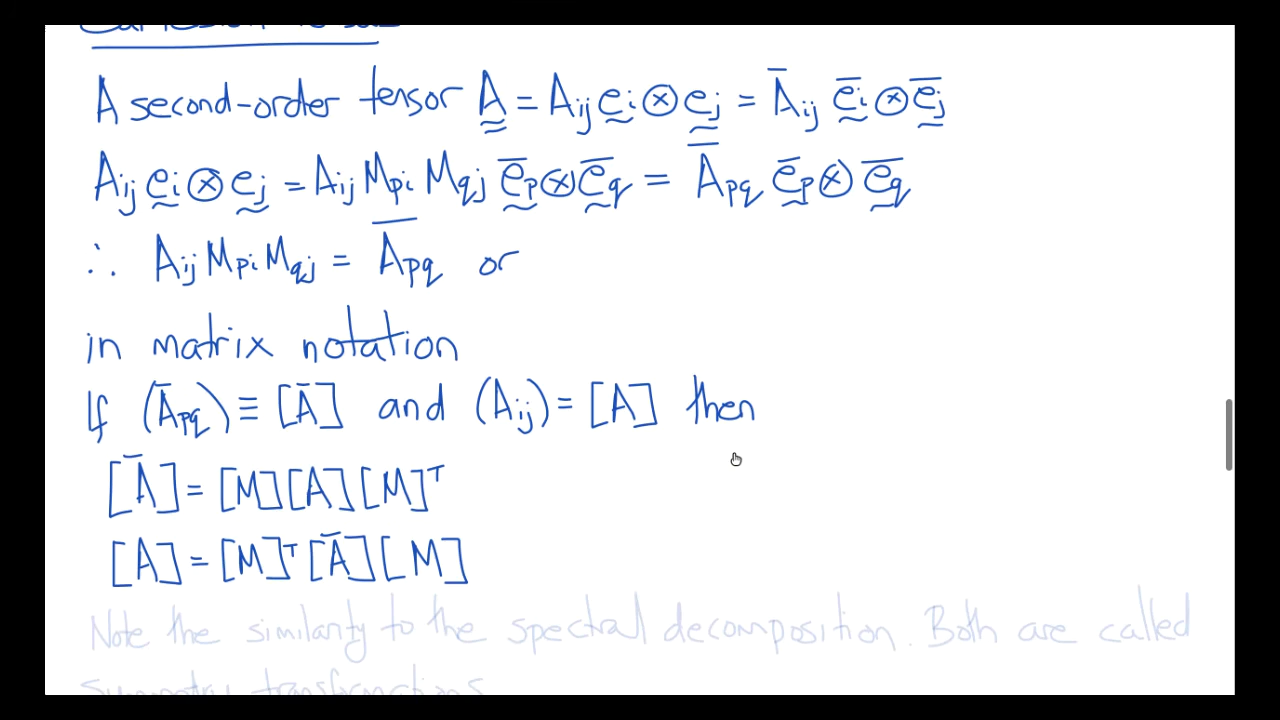 A second-order tensor A = Aij ei ⊗ ej = Āij ēi ⊗ ēj
Aij ei ⊗ ej = Aij Mpi Mqj ēp ⊗ ēq = Āpq ēp ⊗ ēq
∴ Aij Mpi Mqj = Āpq or
in matrix notation
If (Āpq) ≡ [Ā] and (Aij) = [A] then
[Ā] = [M][A][M]ᵀ
[A] = [M]ᵀ[Ā][M]
Note the similarity to the spectral decomposition. Both are called